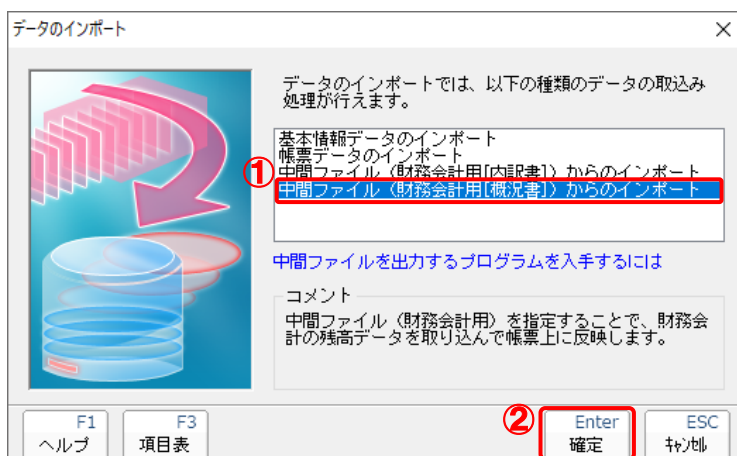 データのインポート
データのインポートでは、以下の種類のデータの取込み
処理が行えます。
基本情報データのインポート
帳票データのインポート
①
中間ファイル（財務会計用[内訳書]）からのインポート
中間ファイル（財務会計用[概況書]）からのインポート
中間ファイルを出力するプログラムを入手するには
コメント
中間ファイル（財務会計用）を指定することで、財務会
計の残高データを取り込んで帳票上に反映します。
F1
ヘルプ
F3
項目表
②
Enter
確定
ESC
ｷｬﾝｾﾙ